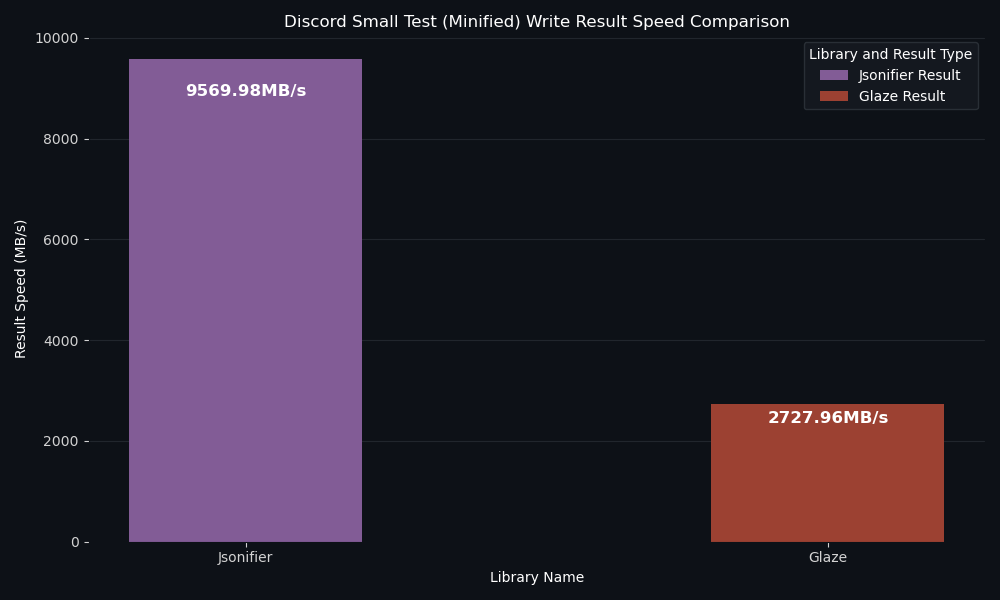 Discord Small Test (Minified) Write Result Speed Comparison
Library and Result Type
Jsonifier Result
Glaze Result
Result Speed (MB/s)
10000
8000
6000
4000
2000
0
9569.98MB/s
2727.96MB/s
Jsonifier
Glaze
Library Name